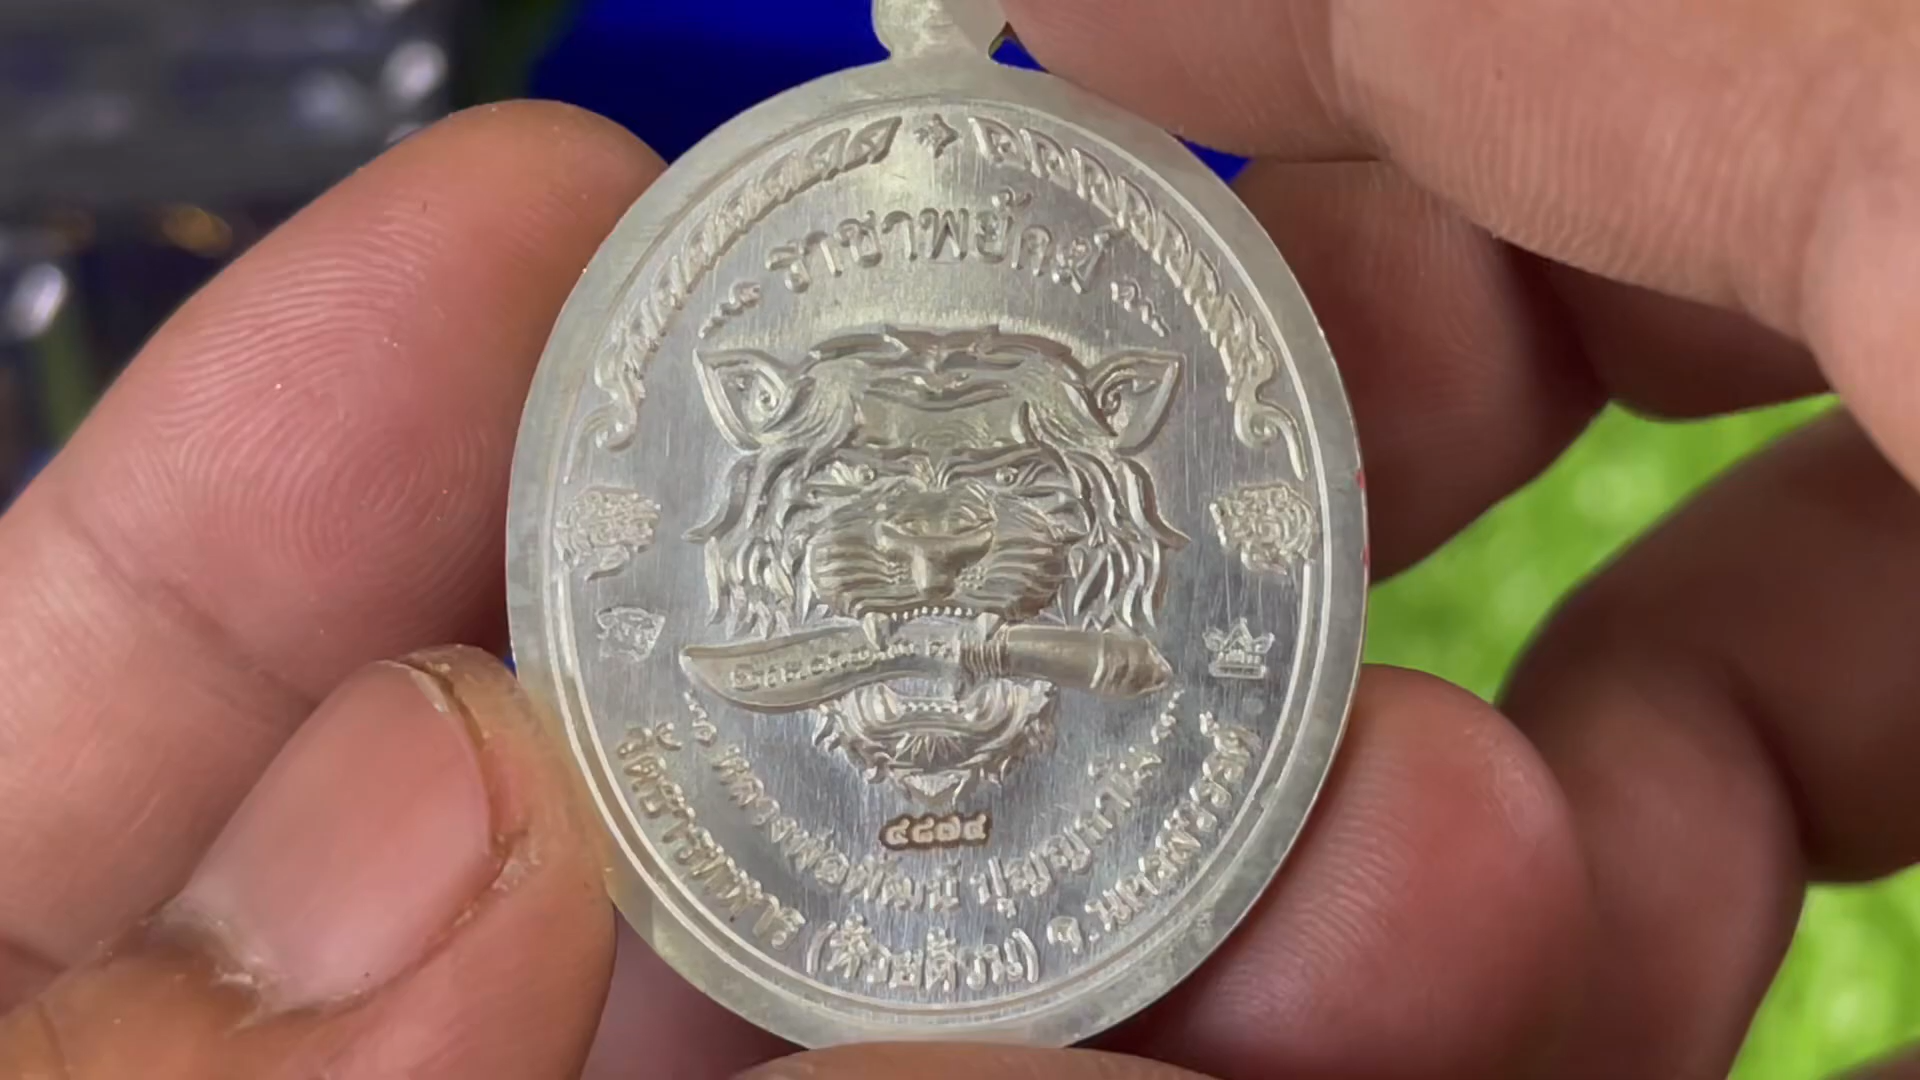 ราชาพยัคฆ์
๔๘๗๔
หลวงพ่อพัฒน์ ปุญญกาโม
วัดธารทหาร (ห้วยด้วน) จ.นครสวรรค์